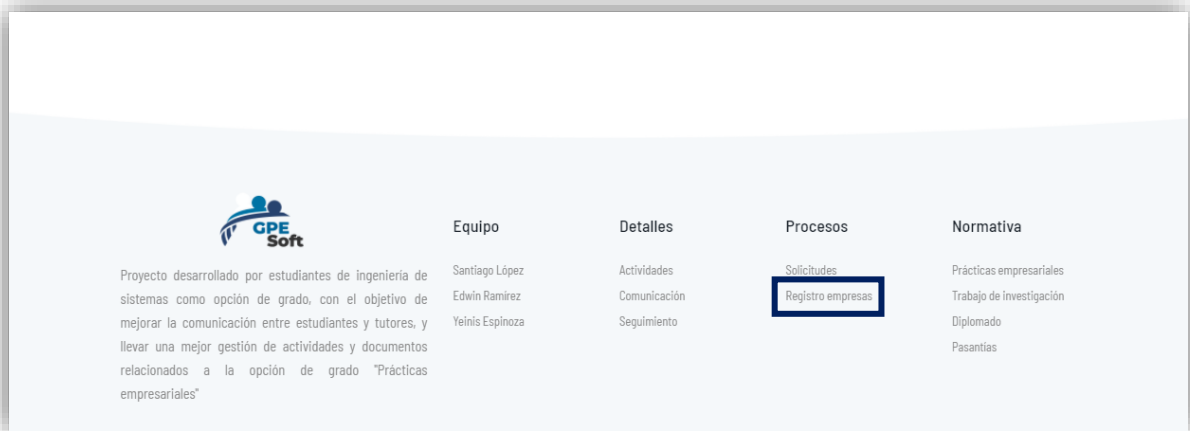 GPE
Soft
Proyecto desarrollado por estudiantes de ingeniería de
sistemas como opción de grado, con el objetivo de
mejorar la comunicación entre estudiantes y tutores, y
llevar una mejor gestión de actividades y documentos
relacionados a la opción de grado "Prácticas
empresariales"
Equipo
Santiago López
Edwin Ramírez
Yeinis Espinoza
Detalles
Actividades
Comunicación
Seguimiento
Procesos
Solicitudes
Registro empresas
Normativa
Prácticas empresariales
Trabajo de investigación
Diplomado
Pasantías